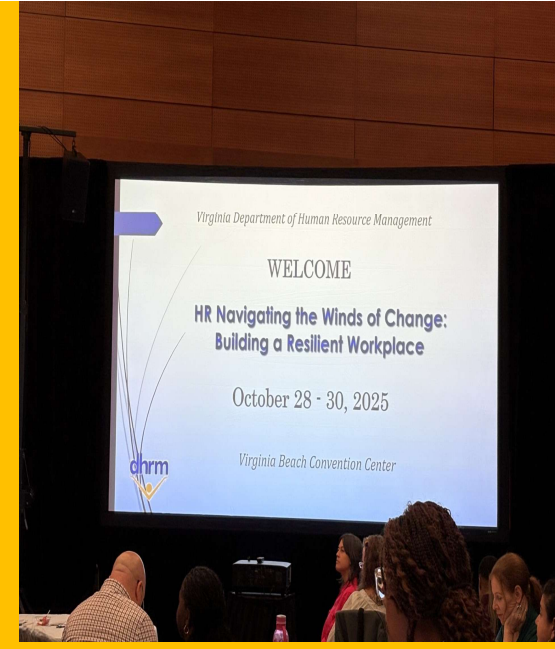 Virginia Department of Human Resource Management
WELCOME
HR Navigating the Winds of Change:
Building a Resilient Workplace
October 28 - 30, 2025
Virginia Beach Convention Center
dhrm